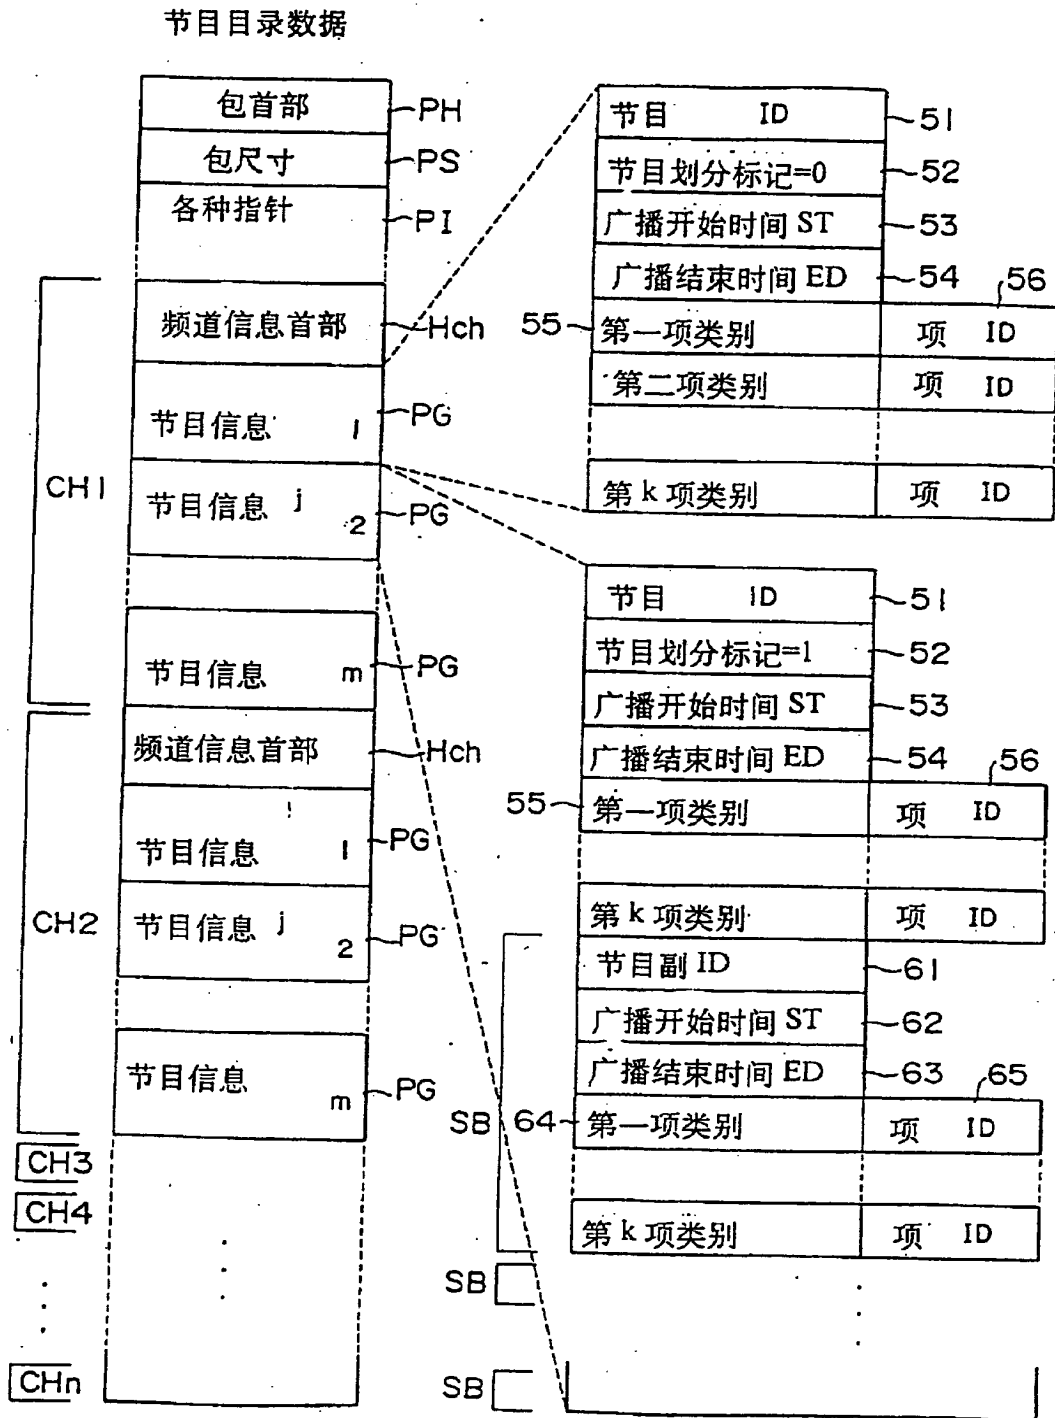 节目目录数据
包首部 PH
包尺寸 PS
各种指针 PI
频道信息首部 Hch
节目信息 1 PG
CH1
节目信息 j 2 PG
节目信息 m PG
频道信息首部 Hch
节目信息 1 PG
CH2
节目信息 j 2 PG
节目信息 m PG
CH3
CH4
CHn
节目 ID 51
节目划分标记=0 52
广播开始时间 ST 53
广播结束时间 ED 54 56
55 第一项类别 项 ID
第二项类别 项 ID
第 k 项类别 项 ID
节目 ID 51
节目划分标记=1 52
广播开始时间 ST 53
广播结束时间 ED 54 56
55 第一项类别 项 ID
第 k 项类别 项 ID
节目副 ID 61
广播开始时间 ST 62
广播结束时间 ED 63 65
SB 64 第一项类别 项 ID
第 k 项类别 项 ID
SB
SB